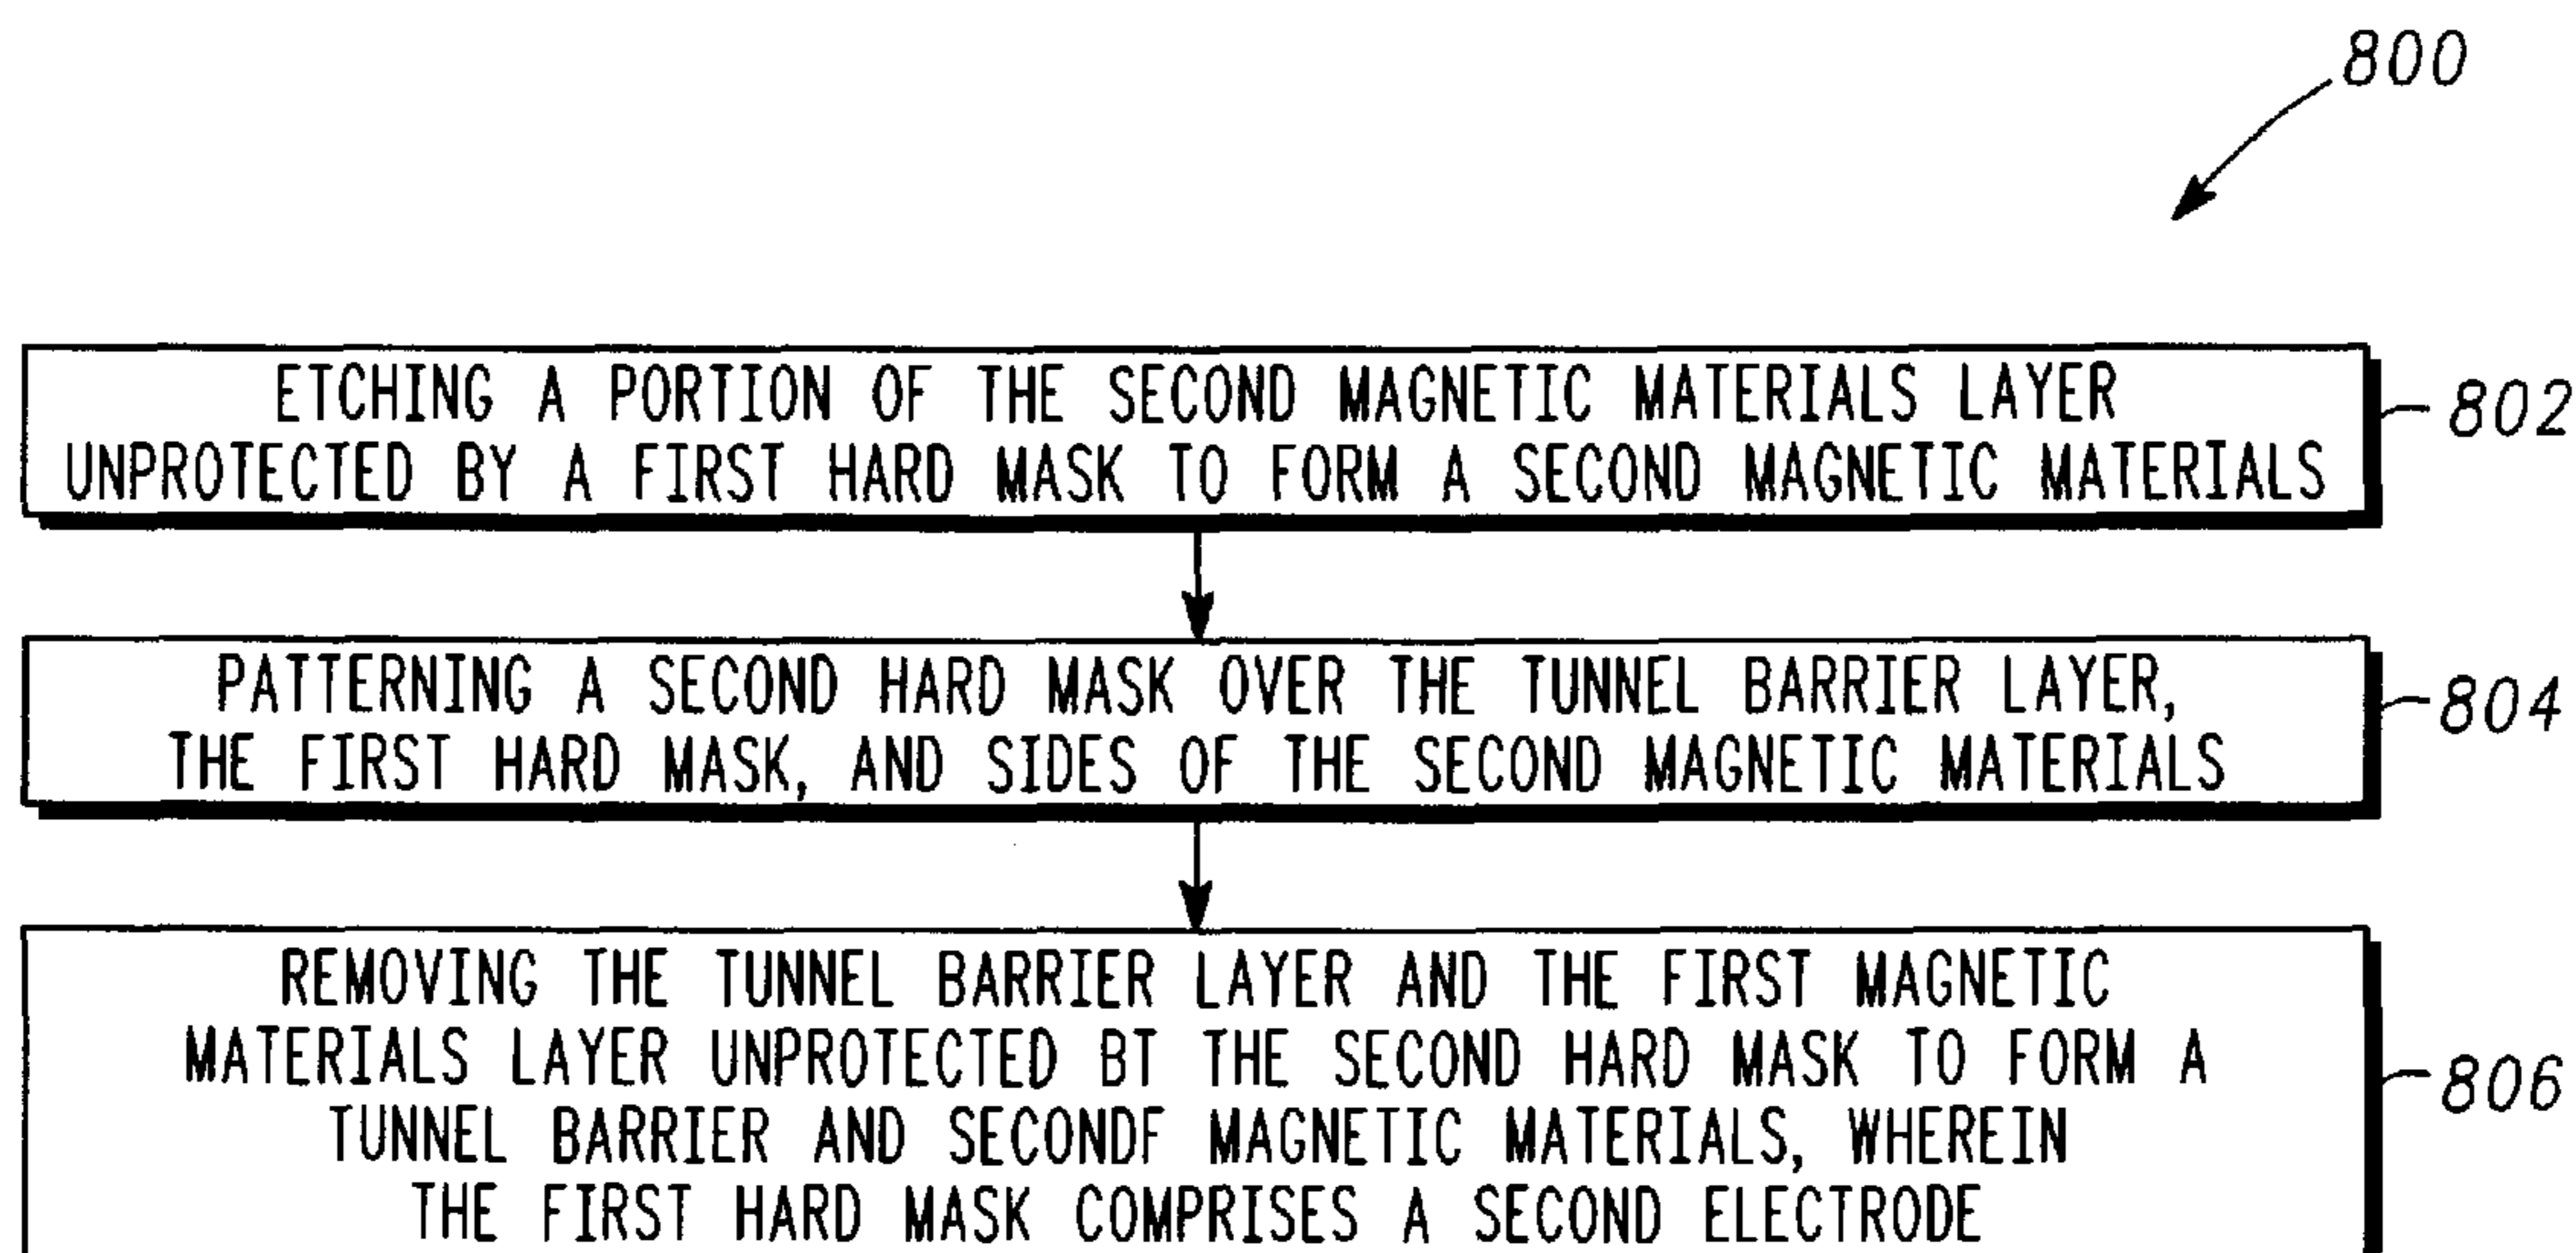 800
ETCHING A PORTION OF THE SECOND MAGNETIC MATERIALS LAYER
UNPROTECTED BY A FIRST HARD MASK TO FORM A SECOND MAGNETIC MATERIALS
802
PATTERNING A SECOND HARD MASK OVER THE TUNNEL BARRIER LAYER,
THE FIRST HARD MASK, AND SIDES OF THE SECOND MAGNETIC MATERIALS
804
REMOVING THE TUNNEL BARRIER LAYER AND THE FIRST MAGNETIC
MATERIALS LAYER UNPROTECTED BT THE SECOND HARD MASK TO FORM A
TUNNEL BARRIER AND SECONDF MAGNETIC MATERIALS, WHEREIN
THE FIRST HARD MASK COMPRISES A SECOND ELECTRODE
806